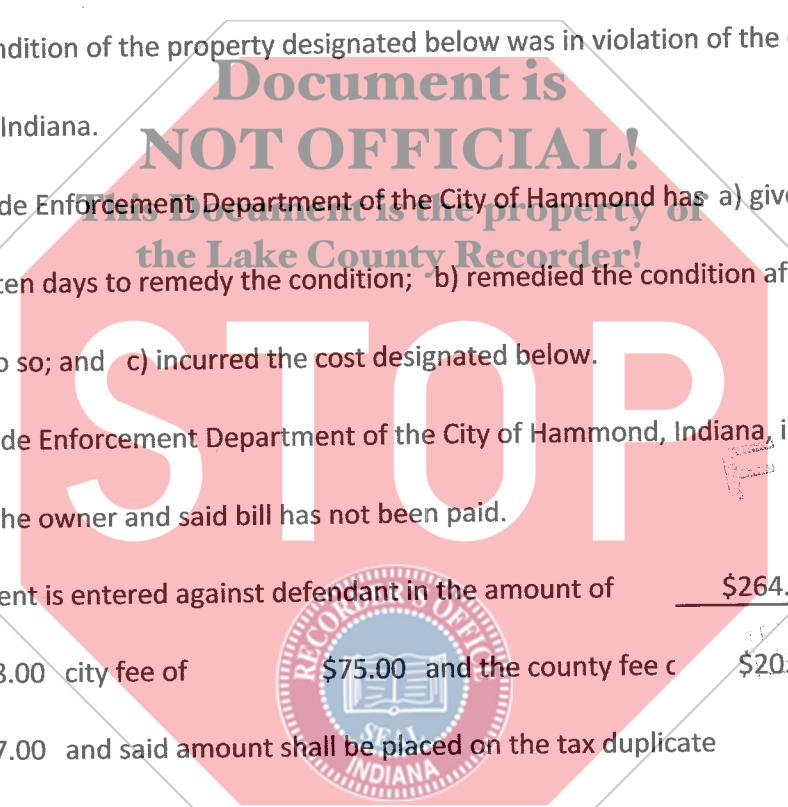 ndition of the property designated below was in violation of the
Document is
Indiana.
NOT OFFICIAL!
de Enforcement Department of the City of Hammond has a) give
This Document is the property of
the Lake County Recorder!
ten days to remedy the condition; b) remedied the condition af
o so; and c) incurred the cost designated below.
STOP
de Enforcement Department of the City of Hammond, Indiana, i
he owner and said bill has not been paid.
ent is entered against defendant in the amount of $264.
RECORDER'S OFFICE
3.00 city fee of $75.00 and the county fee $20
SEAL
7.00 and said amount shall be placed on the tax duplicate
INDIANA